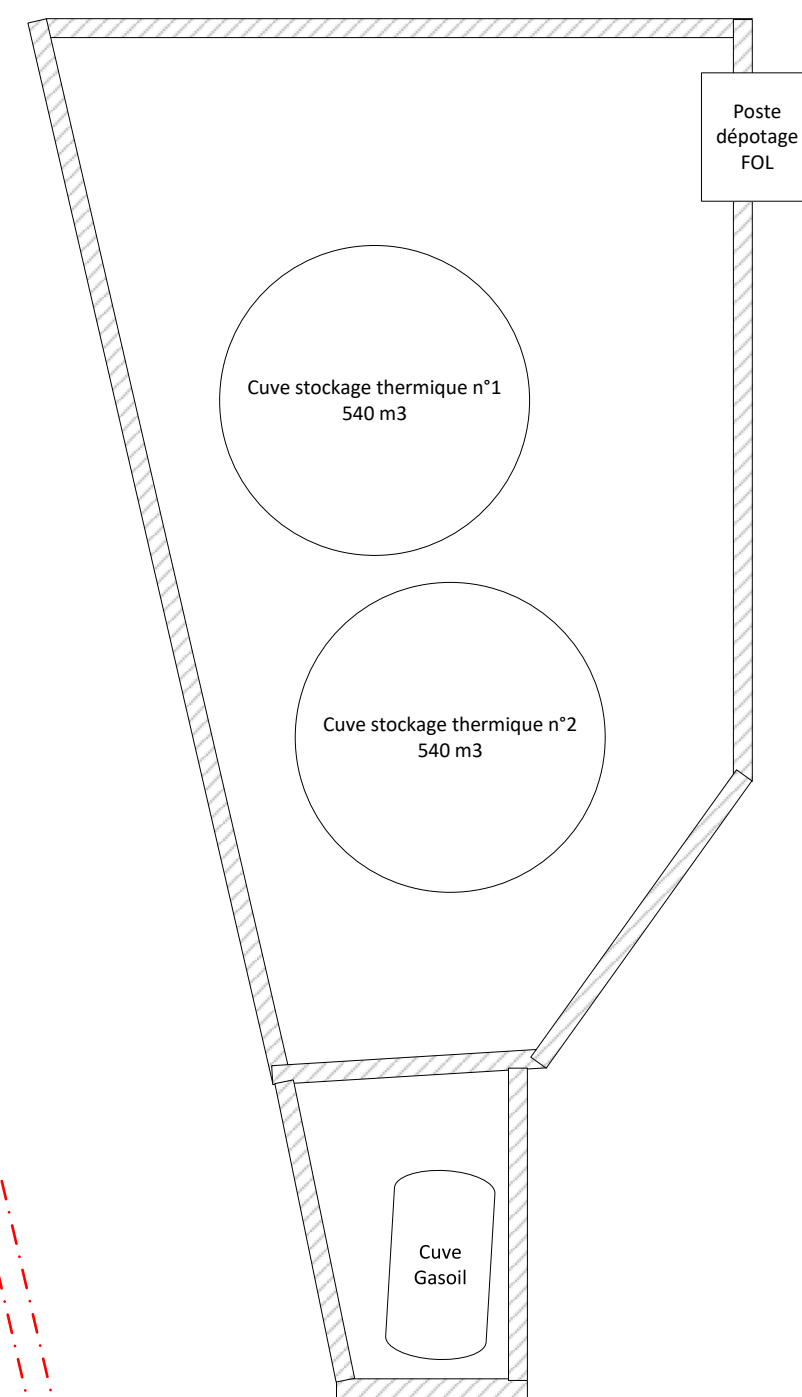 Poste
dépotage
FOL
Cuve stockage thermique n°1
540 m3
Cuve stockage thermique n°2
540 m3
Cuve
Gasoil